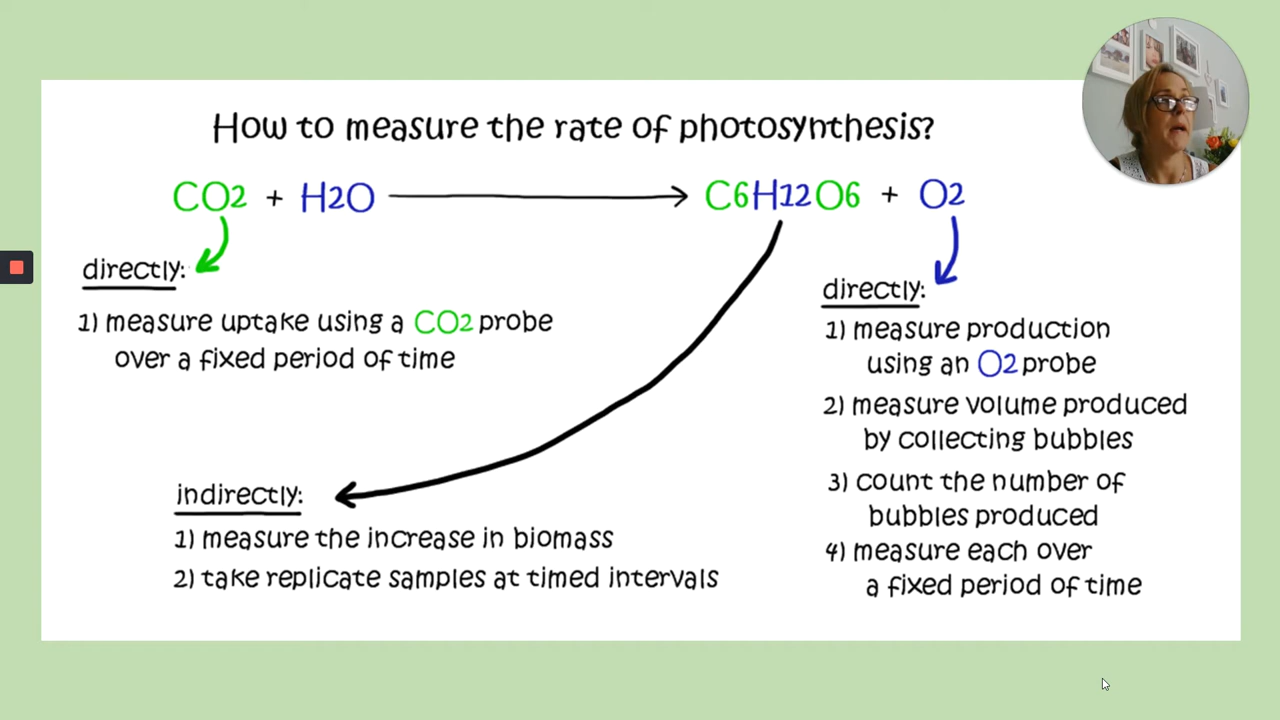 How to measure the rate of photosynthesis?
CO2 + H2O → C6H12O6 + O2
directly:
1) measure uptake using a CO2 probe
over a fixed period of time
indirectly:
1) measure the increase in biomass
2) take replicate samples at timed intervals
directly:
1) measure production
using an O2 probe
2) measure volume produced
by collecting bubbles
3) count the number of
bubbles produced
4) measure each over
a fixed period of time